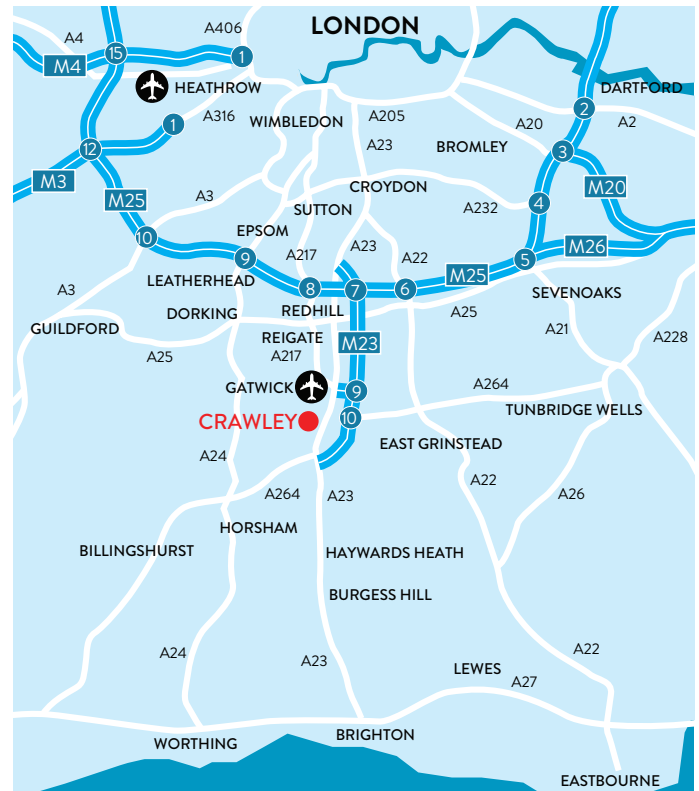 A406
LONDON
A4
15
1
M4
HEATHROW
DARTFORD
2
1
A316
WIMBLEDON
A205
A20
A2
A23
BROMLEY
12
3
M3
M20
M25
A3
CROYDON
4
SUTTON
A232
10
EPSOM
A217
A23
A22
M26
9
5
LEATHERHEAD
M25
A3
8
7
6
SEVENOAKS
DORKING
REDHILL
A25
GUILDFORD
A21
A228
REIGATE
M23
A25
A217
GATWICK
9
A264
TUNBRIDGE WELLS
CRAWLEY
10
EAST GRINSTEAD
A24
A22
A264
A23
A26
HORSHAM
BILLINGSHURST
HAYWARDS HEATH
BURGESS HILL
A24
A23
A22
LEWES
A27
WORTHING
BRIGHTON
EASTBOURNE